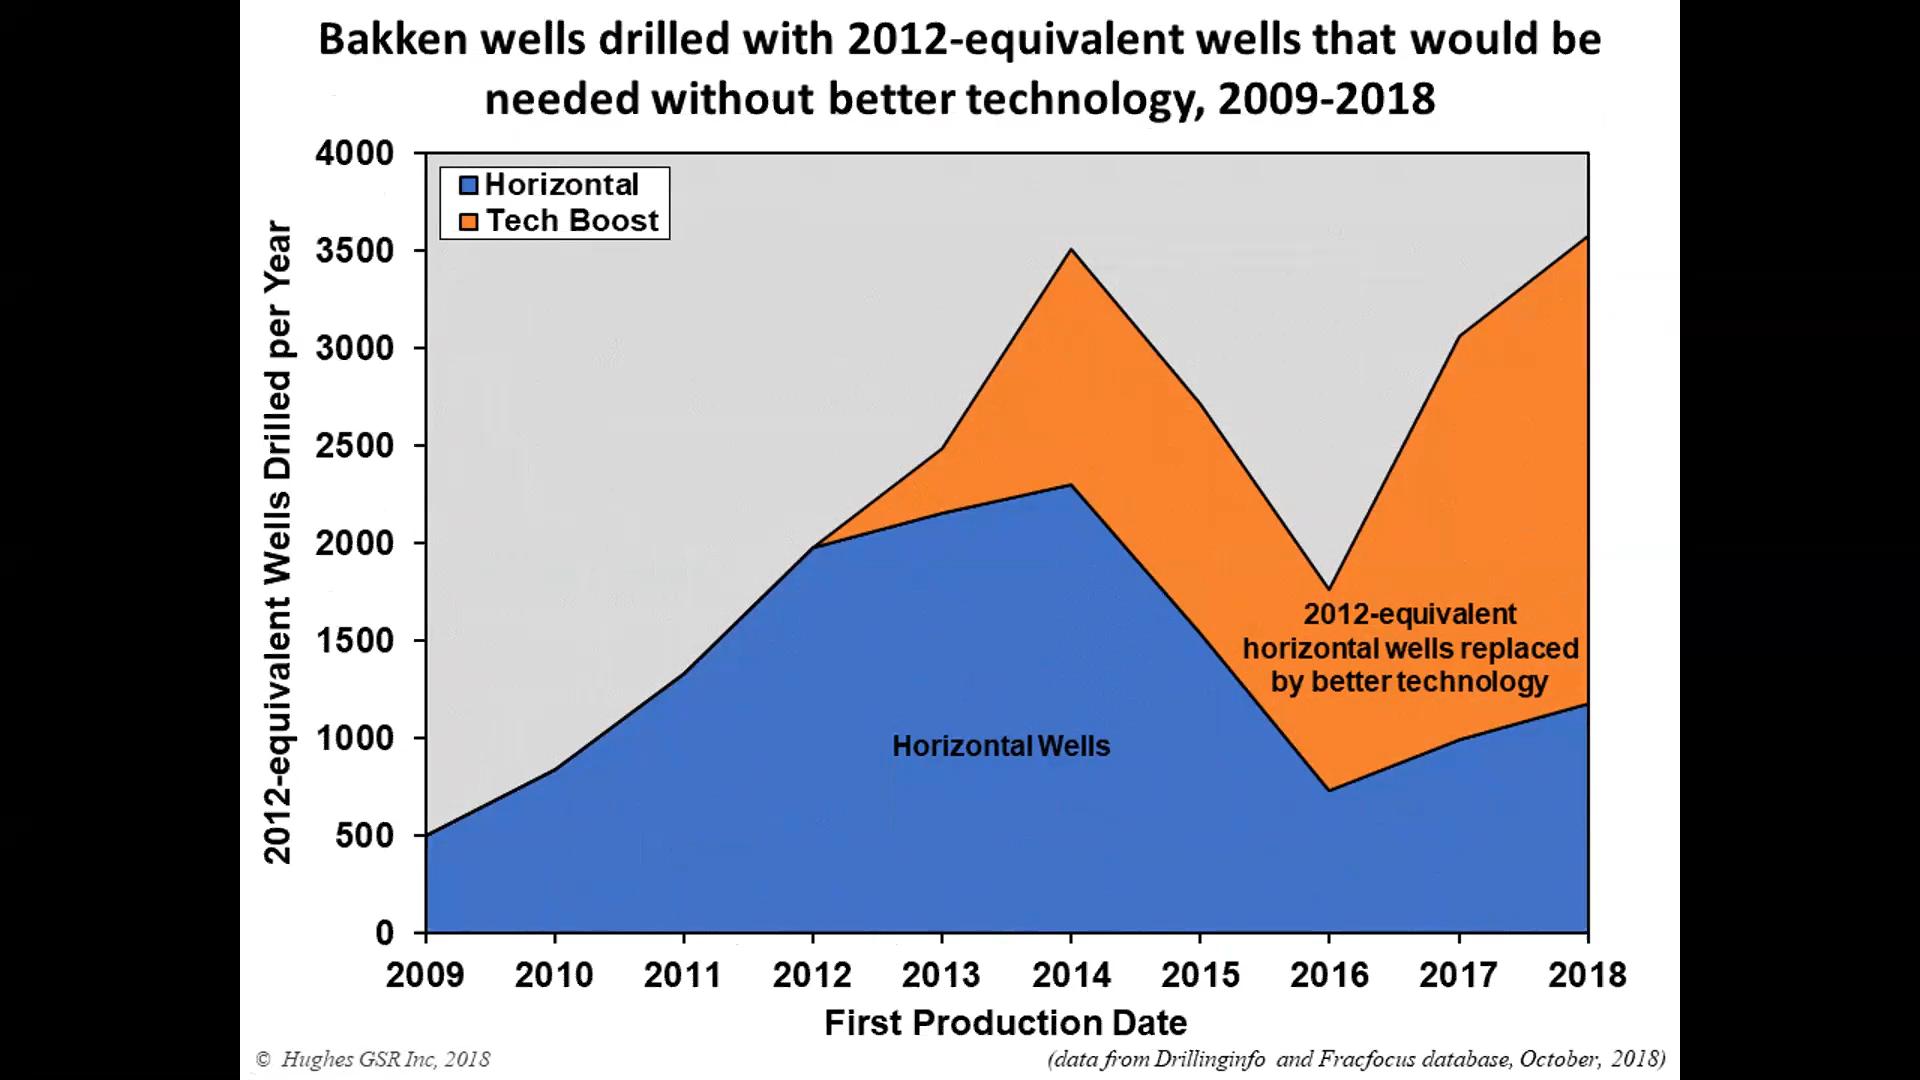 Bakken wells drilled with 2012-equivalent wells that would be
needed without better technology, 2009-2018
4000
3500
3000
2500
2000
1500
1000
500
0
2012-equivalent Wells Drilled per Year
Horizontal
Tech Boost
2012-equivalent
horizontal wells replaced
by better technology
Horizontal Wells
2009 2010 2011 2012 2013 2014 2015 2016 2017 2018
First Production Date
© Hughes GSR Inc, 2018
(data from Drillinginfo and Fracfocus database, October, 2018)